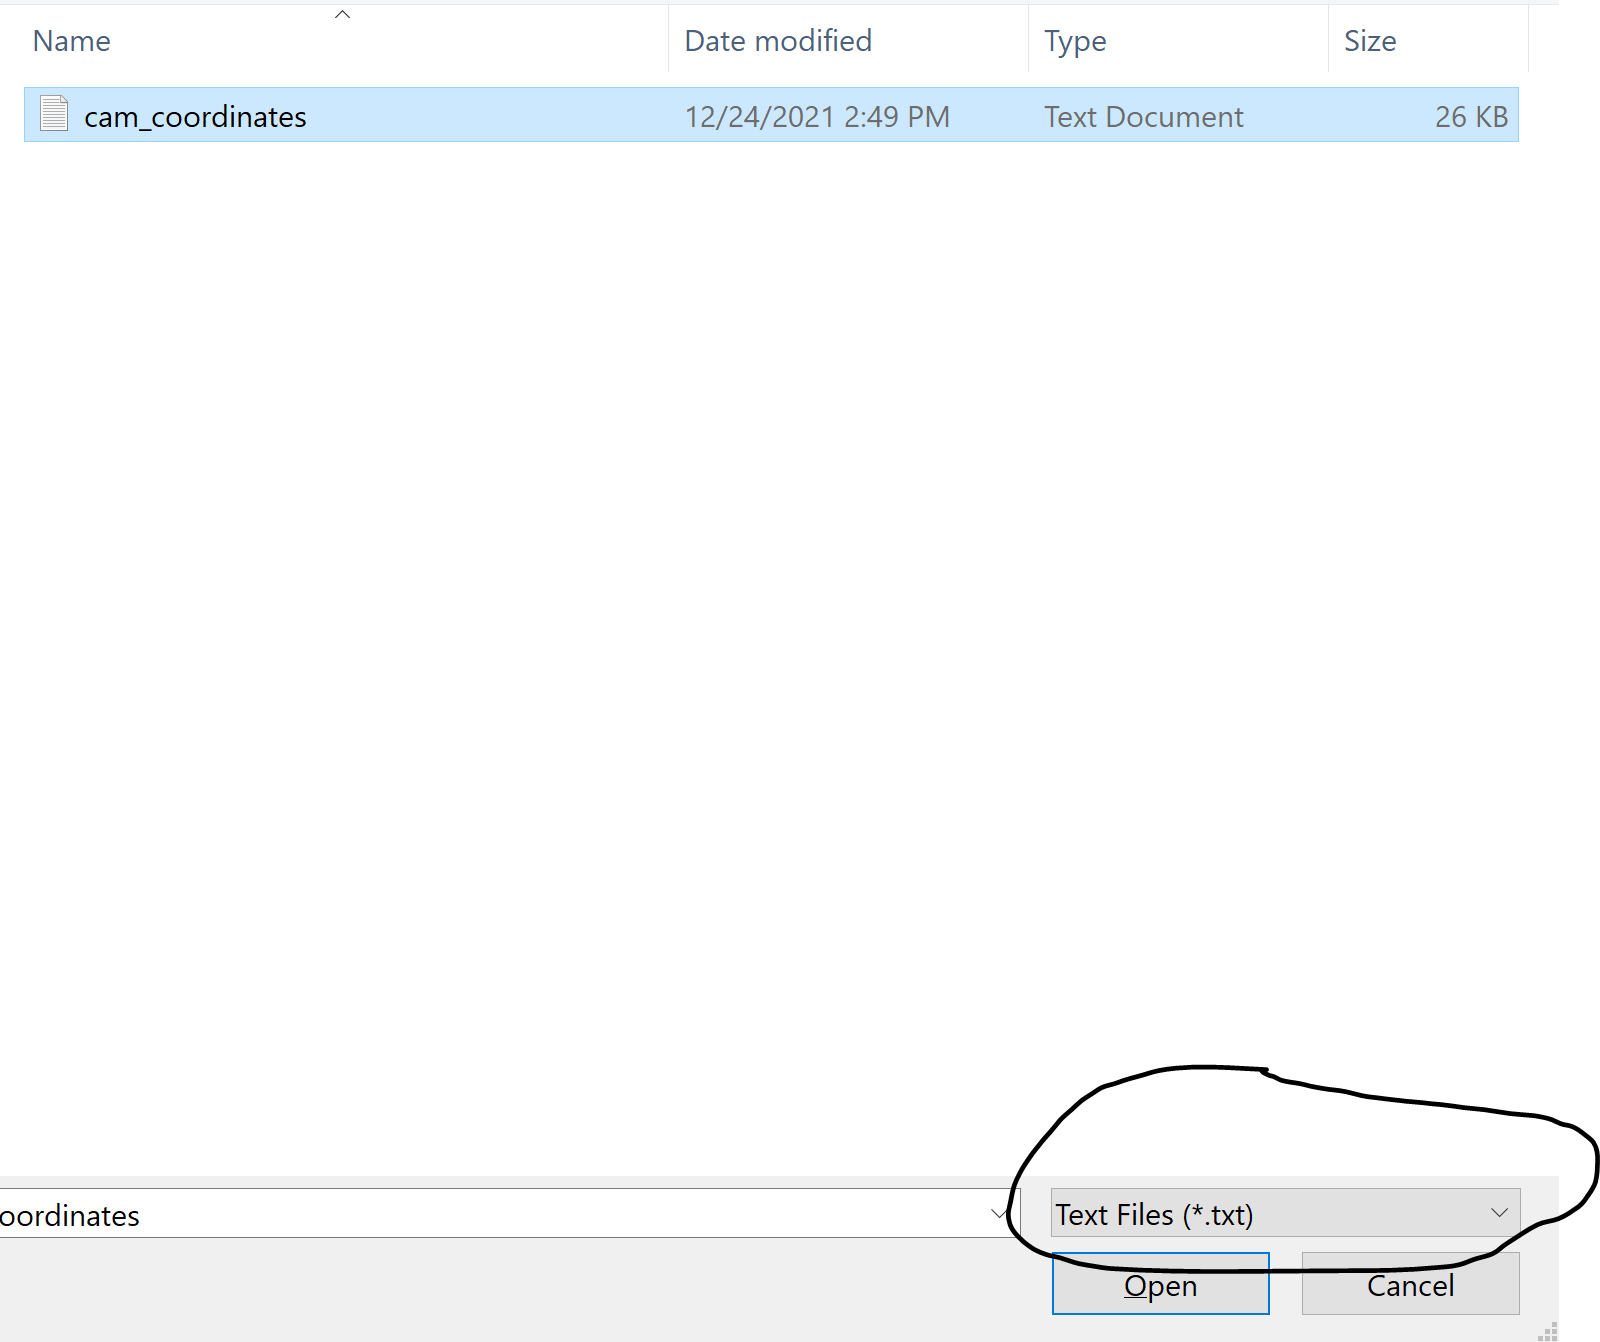 Name Date modified Type Size
cam_coordinates 12/24/2021 2:49 PM Text Document 26 KB
oordinates Text Files (*.txt)
Open Cancel